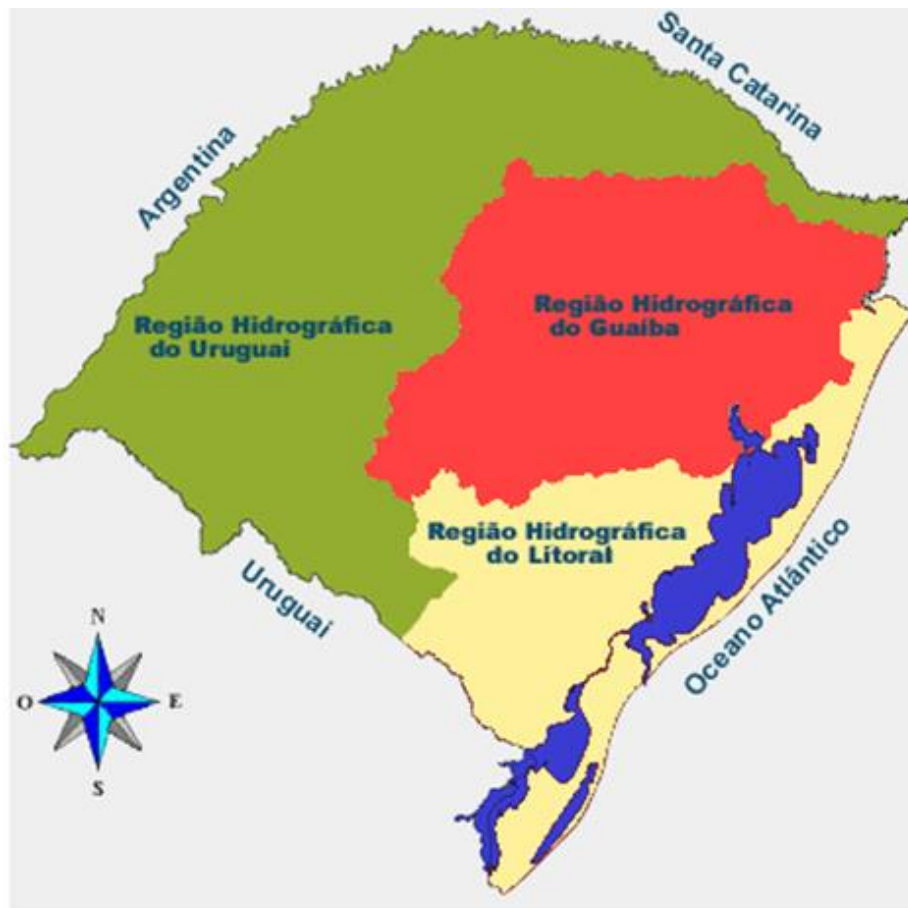 Santa Catarina
Argentina
Região Hidrográfica
do Guaíba
Região Hidrográfica
do Uruguai
Região Hidrográfica
do Litoral
Uruguai
Oceano Atlântico
N
O
E
S